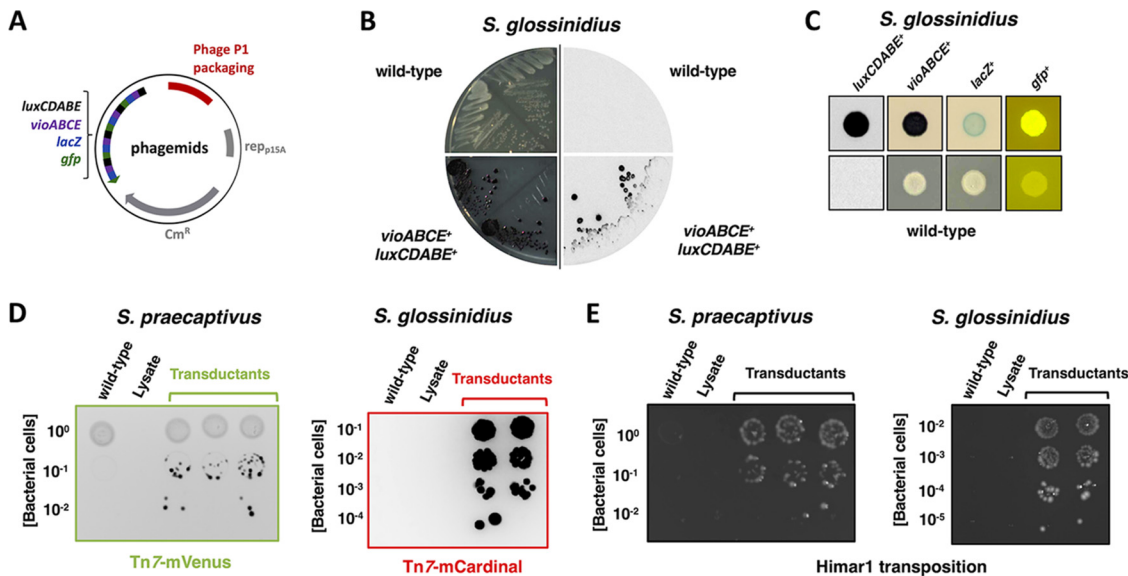 A
Phage P1
packaging
luxCDABE
vioABCE
lacZ
gfp
phagemids
rep p15A
Cm R
B
S. glossinidius
wild-type
wild-type
vioABCE+
luxCDABE+
vioABCE+
luxCDABE+
C
S. glossinidius
luxCDABE+
vioABCE+
lacZ+
gfp+
wild-type
D
S. praecaptivus
wild-type
Lysate
Transductants
[Bacterial cells]
10⁰
10⁻¹
10⁻²
Tn7-mVenus
S. glossinidius
wild-type
Lysate
Transductants
[Bacterial cells]
10⁻¹
10⁻²
10⁻³
10⁻⁴
Tn7-mCardinal
E
S. praecaptivus
wild-type
Lysate
Transductants
[Bacterial cells]
10⁰
10⁻¹
10⁻²
S. glossinidius
wild-type
Lysate
Transductants
[Bacterial cells]
10⁻²
10⁻³
10⁻⁴
10⁻⁵
Himar1 transposition